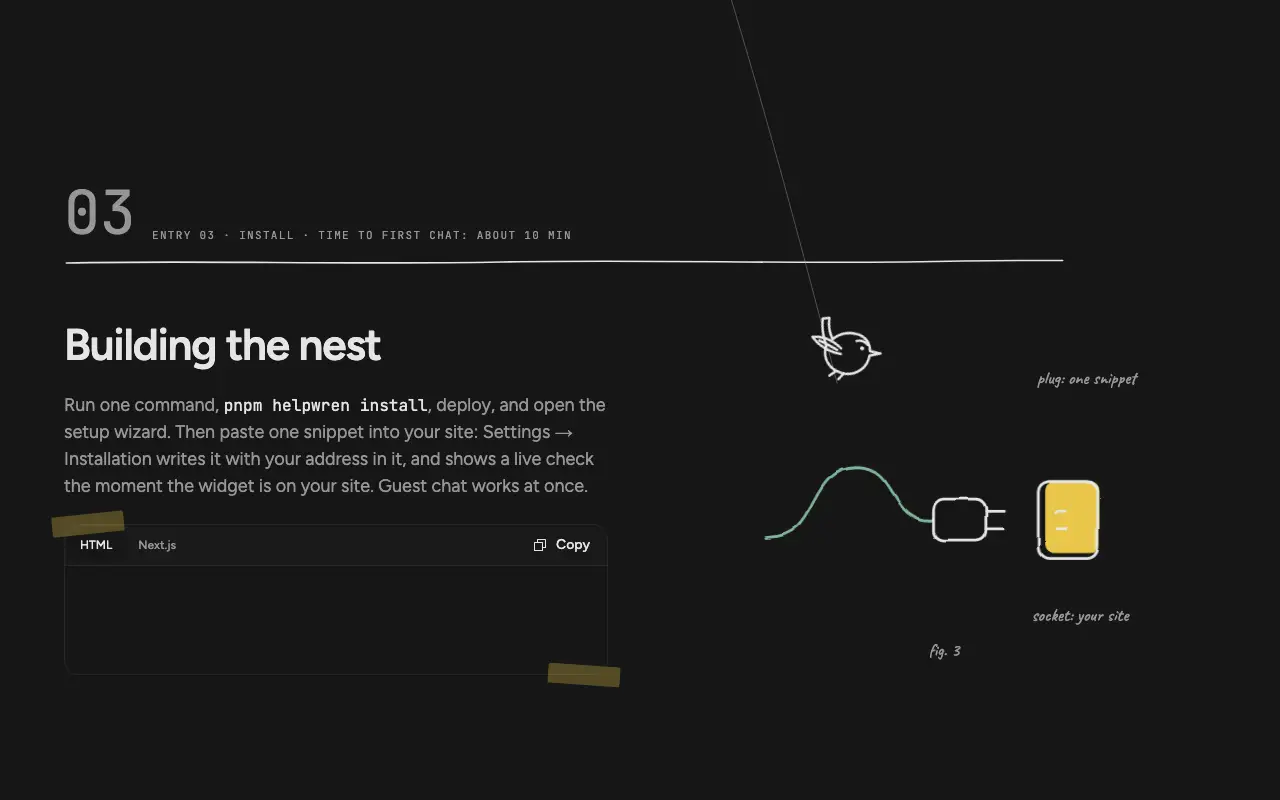 03
ENTRY 03 · INSTALL · TIME TO FIRST CHAT: ABOUT 10 MIN
Building the nest
Run one command, pnpm helpwren install, deploy, and open the
setup wizard. Then paste one snippet into your site: Settings →
Installation writes it with your address in it, and shows a live check
the moment the widget is on your site. Guest chat works at once.
HTML Next.js Copy
plug: one snippet
socket: your site
fig. 3